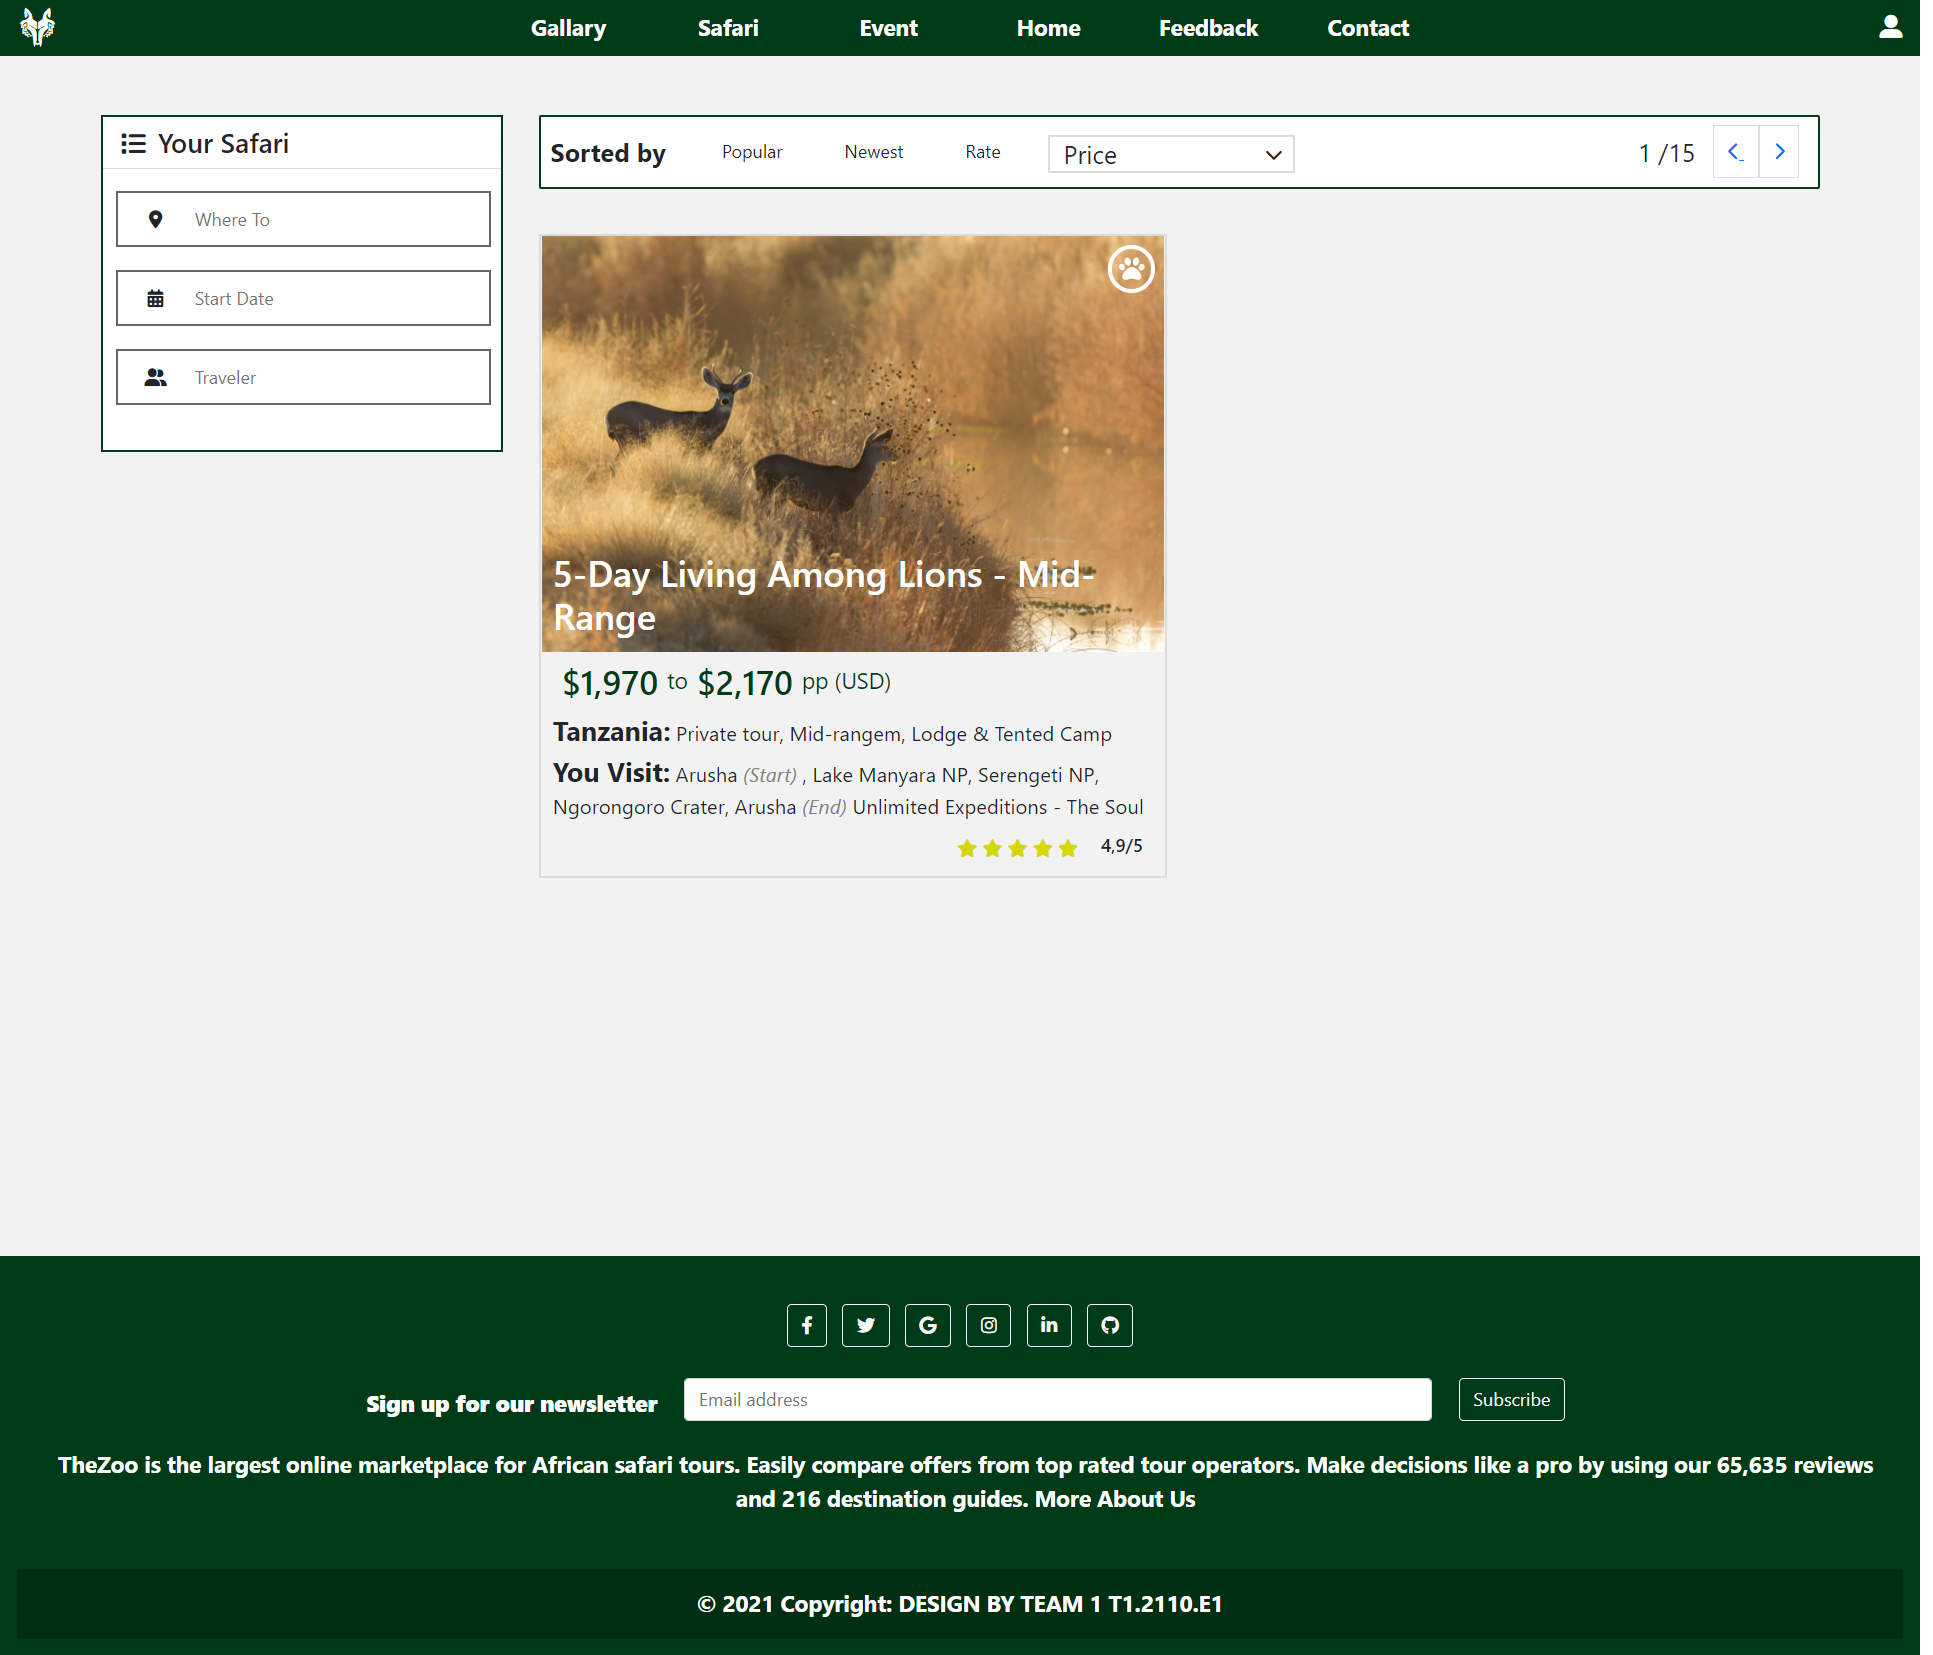 Gallary Safari Event Home Feedback Contact
Your Safari
Where To
Start Date
Traveler
Sorted by Popular Newest Rate Price 1 /15
5-Day Living Among Lions - Mid-
Range
$1,970 to $2,170 pp (USD)
Tanzania: Private tour, Mid-rangem, Lodge & Tented Camp
You Visit: Arusha (Start) , Lake Manyara NP, Serengeti NP,
Ngorongoro Crater, Arusha (End) Unlimited Expeditions - The Soul
4,9/5
Sign up for our newsletter Email address Subscribe
TheZoo is the largest online marketplace for African safari tours. Easily compare offers from top rated tour operators. Make decisions like a pro by using our 65,635 reviews
and 216 destination guides. More About Us
© 2021 Copyright: DESIGN BY TEAM 1 T1.2110.E1